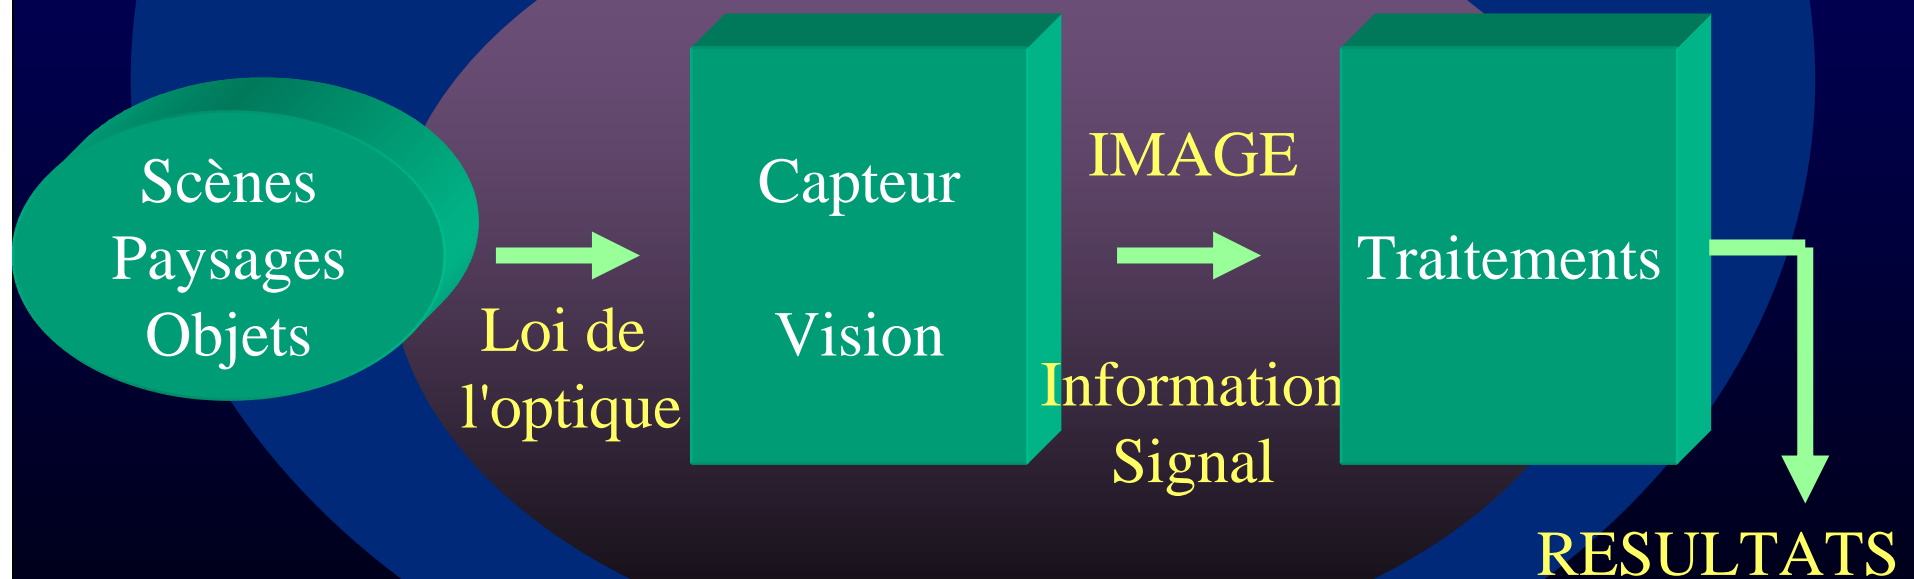 Scènes
Paysages
Objets
Loi de
l'optique
Capteur
Vision
IMAGE
Information
Signal
Traitements
RESULTATS